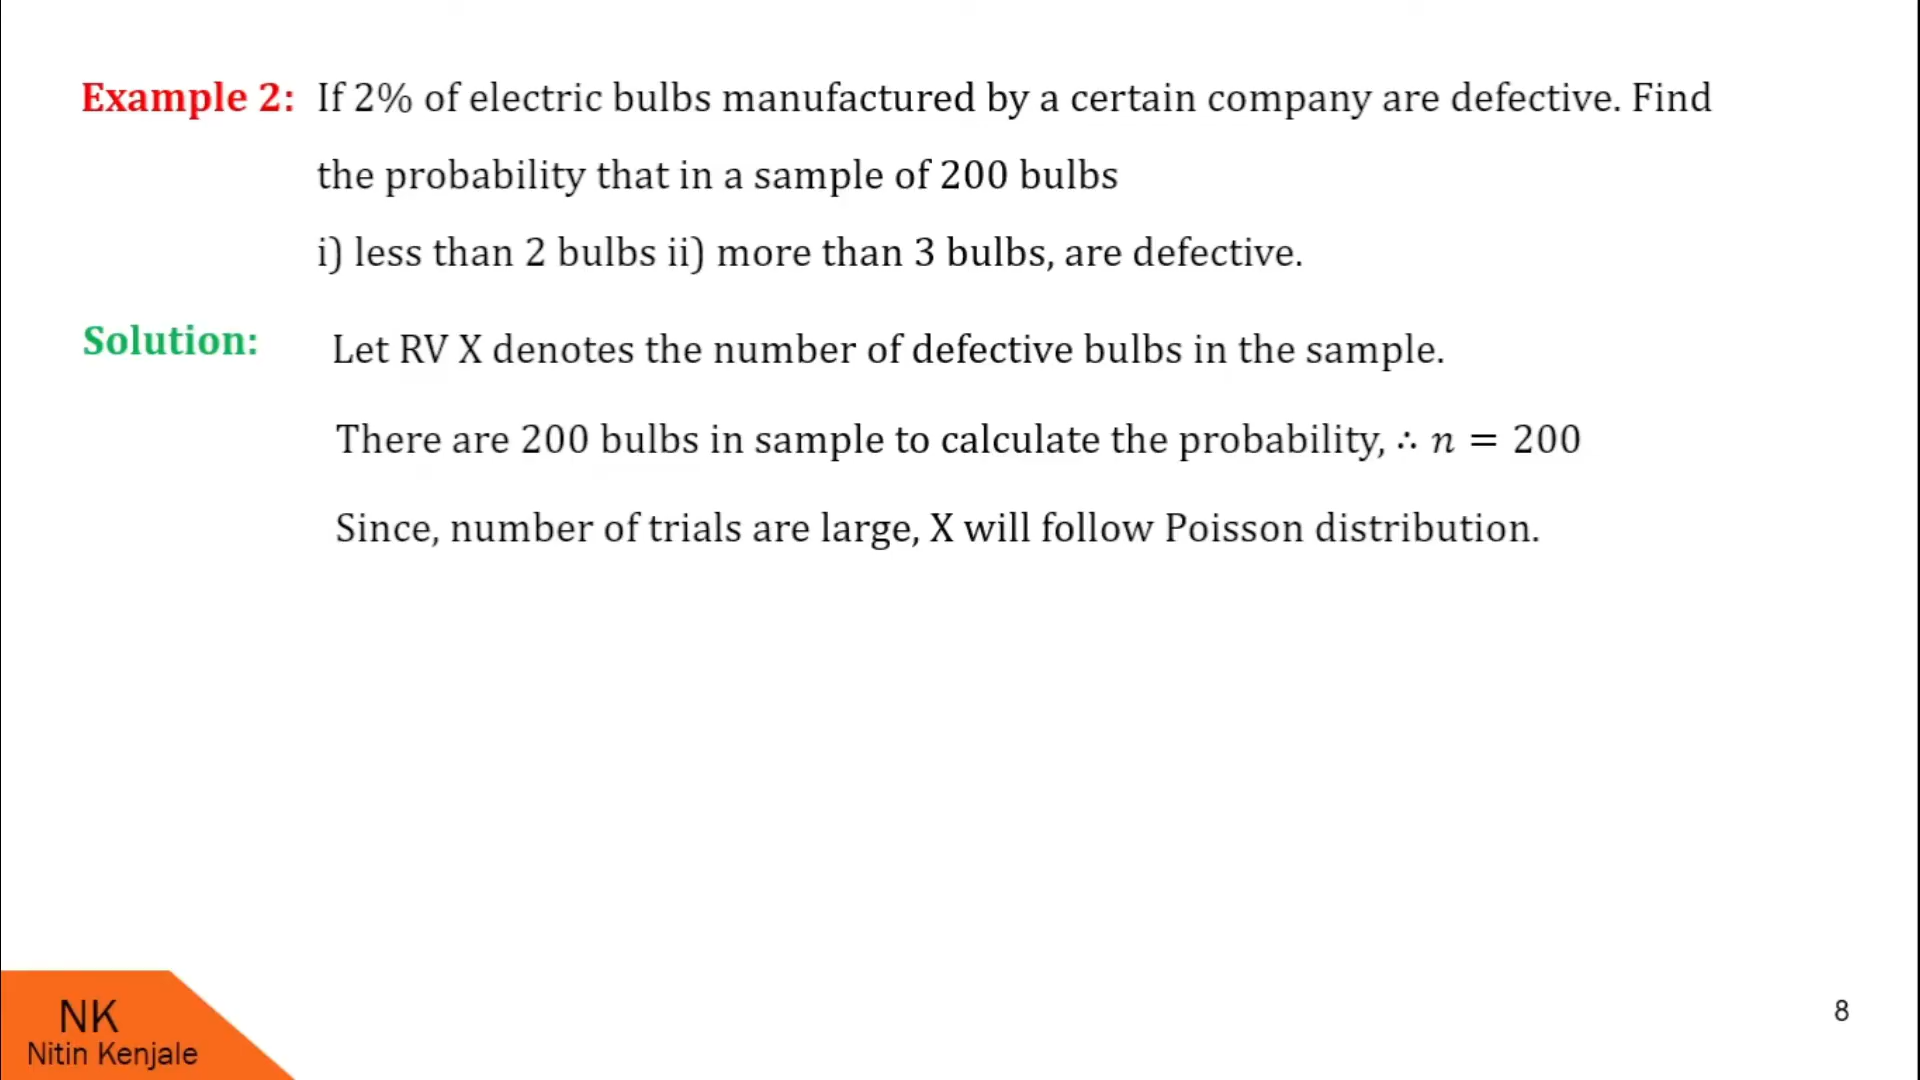 Example 2: If 2% of electric bulbs manufactured by a certain company are defective. Find
the probability that in a sample of 200 bulbs
i) less than 2 bulbs ii) more than 3 bulbs, are defective.
Solution: Let RV X denotes the number of defective bulbs in the sample.
There are 200 bulbs in sample to calculate the probability, ∴ n = 200
Since, number of trials are large, X will follow Poisson distribution.
NK
Nitin Kenjale
8